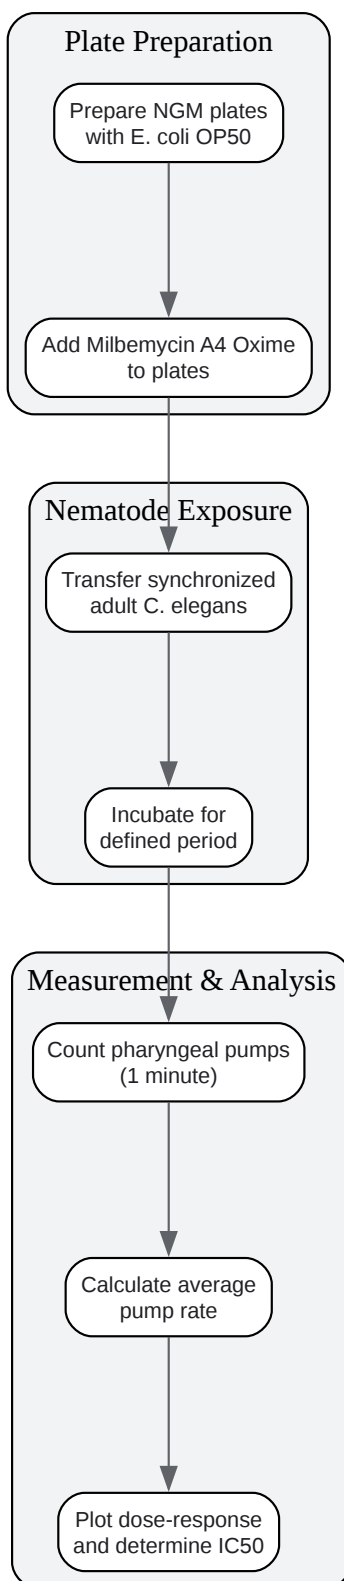 Plate Preparation
Prepare NGM plates
with E. coli OP50
Add Milbemycin A4 Oxime
to plates
Nematode Exposure
Transfer synchronized
adult C. elegans
Incubate for
defined period
Measurement & Analysis
Count pharyngeal pumps
(1 minute)
Calculate average
pump rate
Plot dose-response
and determine IC50